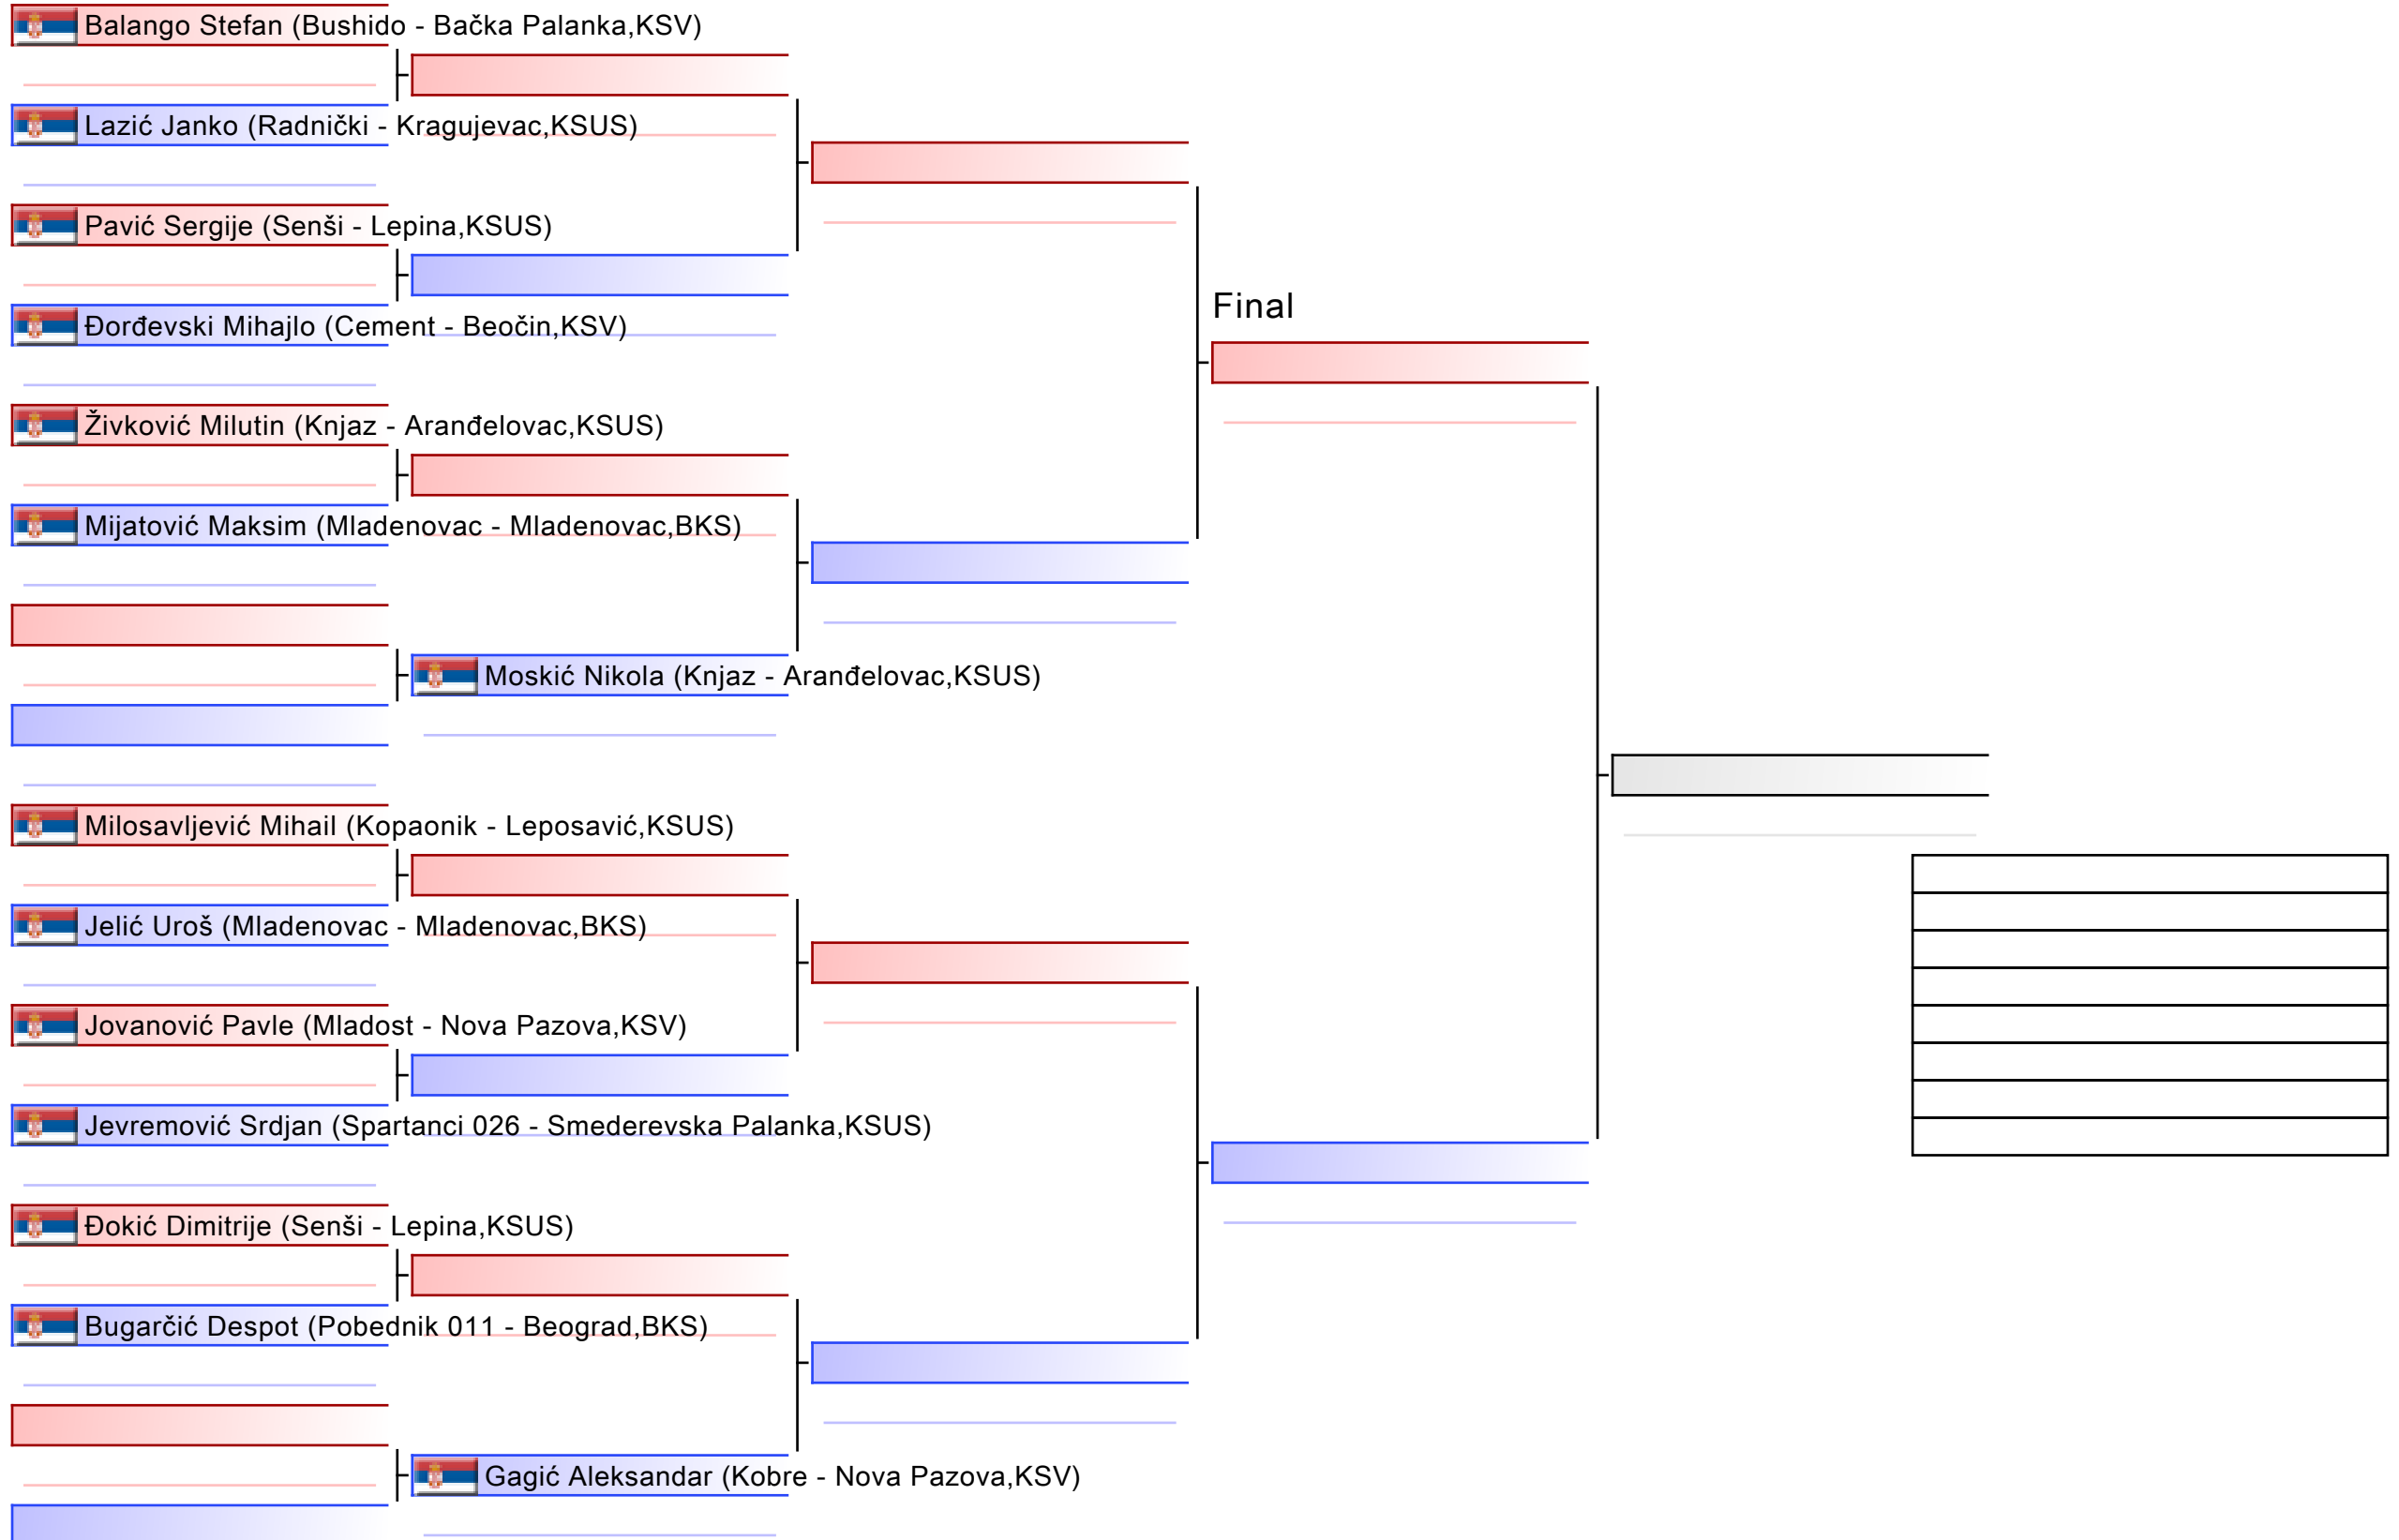 Balango Stefan (Bushido - Bačka Palanka,KSV)
Lazić Janko (Radnički - Kragujevac,KSUS)
Pavić Sergije (Senši - Lepina,KSUS)
Final
Đorđevski Mihajlo (Cement - Beočin,KSV)
Živković Milutin (Knjaz - Aranđelovac,KSUS)
Mijatović Maksim (Mladenovac - Mladenovac,BKS)
Moskić Nikola (Knjaz - Aranđelovac,KSUS)
Milosavljević Mihail (Kopaonik - Leposavić,KSUS)
Jelić Uroš (Mladenovac - Mladenovac,BKS)
Jovanović Pavle (Mladost - Nova Pazova,KSV)
Jevremović Srdjan (Spartanci 026 - Smederevska Palanka,KSUS)
Đokić Dimitrije (Senši - Lepina,KSUS)
Bugarčić Despot (Pobednik 011 - Beograd,BKS)
Gagić Aleksandar (Kobre - Nova Pazova,KSV)